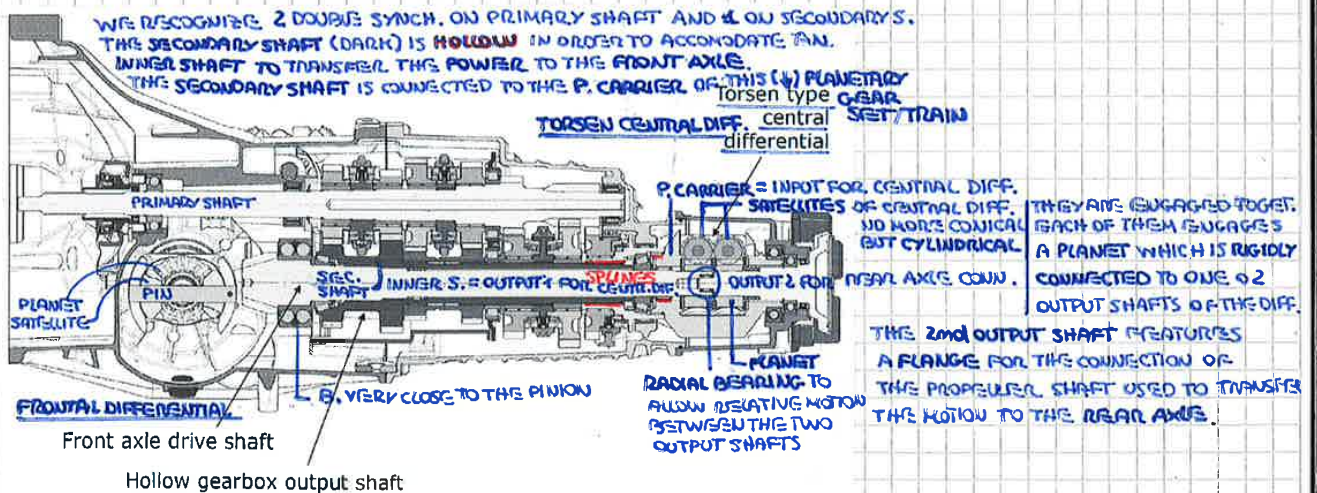 WE RECOGNIZE 2 DOUBLE SYNCH. ON PRIMARY SHAFT AND 1 ON SECONDARY S.
THE SECONDARY SHAFT (DARK) IS HOLLOW IN ORDER TO ACCOMODATE AN.
INNER SHAFT TO TRANSFER THE POWER TO THE FRONT AXLE.
THE SECONDARY SHAFT IS CONNECTED TO THE P. CARRIER OF THIS (↓) PLANETARY
GEAR
SET/TRAIN
Torsen type
central
differential
TORSEN CENTRAL DIFF.
P. CARRIER = INPUT FOR CENTRAL DIFF.
SATELLITES OF CENTRAL DIFF.
NO MORE CONICAL
BUT CYLINDRICAL
THEY ARE ENGAGED TOGET.
EACH OF THEM ENGAGES
A PLANET WHICH IS RIGIDLY
CONNECTED TO ONE o 2
OUTPUT SHAFTS OF THE DIFF.
PRIMARY SHAFT
SEC.
SHAFT
INNER S. = OUTPUT 1 FOR CENTR. DIF.
SPLINES
OUTPUT 2 FOR REAR AXLE CONN.
PLANET
SATELLITE
PIN
THE 2nd OUTPUT SHAFT FEATURES
A FLANGE FOR THE CONNECTION OF
THE PROPELLER SHAFT USED TO TRANSFER
THE MOTION TO THE REAR AXLE.
PLANET
RADIAL BEARING TO
ALLOW RELATIVE MOTION
BETWEEN THE TWO
OUTPUT SHAFTS
B. VERY CLOSE TO THE PINION
FRONTAL DIFFERENTIAL
Front axle drive shaft
Hollow gearbox output shaft